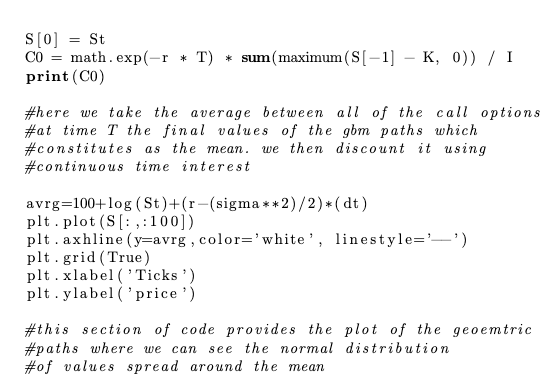 S[0] = St
C0 = math.exp(−r * T) * sum(maximum(S[−1] − K, 0)) / I
print(C0)
#here we take the average between all of the call options
#at time T the final values of the gbm paths which
#constitutes as the mean. we then discount it using
#continuous time interest
avrg=100+log(St)+(r−(sigma**2)/2)*(dt)
plt.plot(S[:,:100])
plt.axhline(y=avrg,color='white', linestyle='—')
plt.grid(True)
plt.xlabel('Ticks')
plt.ylabel('price')
#this section of code provides the plot of the geoemtric
#paths where we can see the normal distribution
#of values spread around the mean